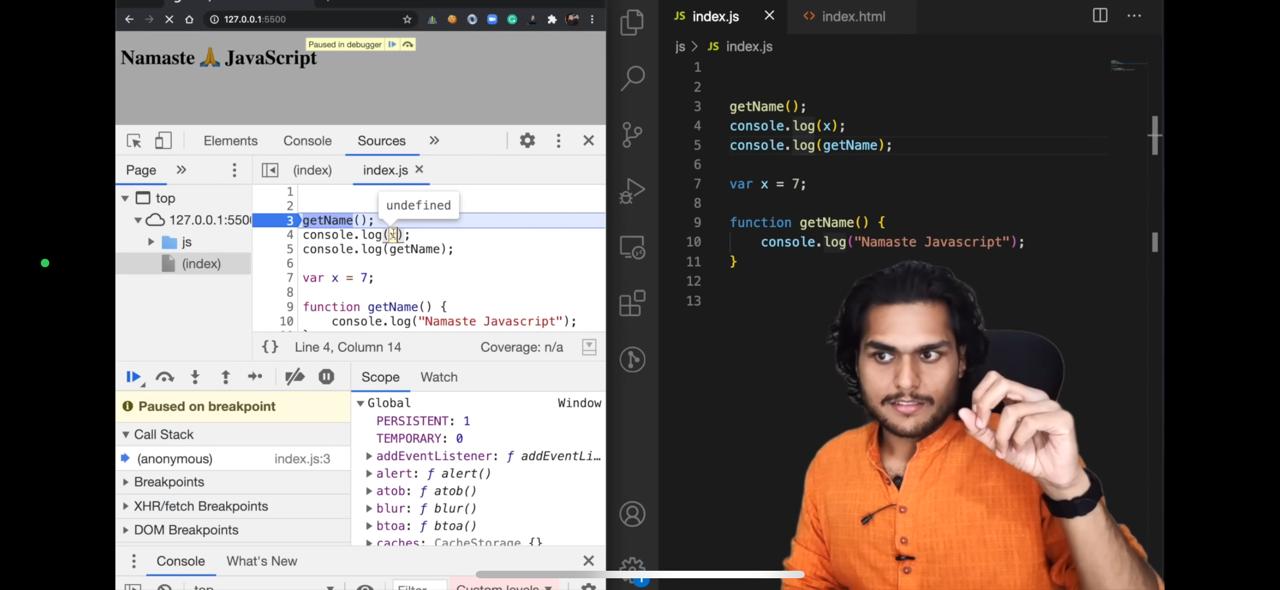 127.0.0.1:5500
Paused in debugger
Namaste 🙏 JavaScript
Elements Console Sources »
Page » (index) index.js ×
top
127.0.0.1:5500
js
(index)
1
2
undefined
3 getName();
4 console.log(x);
5 console.log(getName);
6
7 var x = 7;
8
9 function getName() {
10 console.log("Namaste Javascript");
{} Line 4, Column 14 Coverage: n/a
Scope Watch
Paused on breakpoint
Call Stack
(anonymous) index.js:3
Breakpoints
XHR/fetch Breakpoints
DOM Breakpoints
Global Window
PERSISTENT: 1
TEMPORARY: 0
addEventListener: ƒ addEventLi…
alert: ƒ alert()
atob: ƒ atob()
blur: ƒ blur()
btoa: ƒ btoa()
caches: CacheStorage {}
Console What's New
top Filter Custom levels
JS index.js × <> index.html
js > JS index.js
1
2
3 getName();
4 console.log(x);
5 console.log(getName);
6
7 var x = 7;
8
9 function getName() {
10 console.log("Namaste Javascript");
11 }
12
13
1